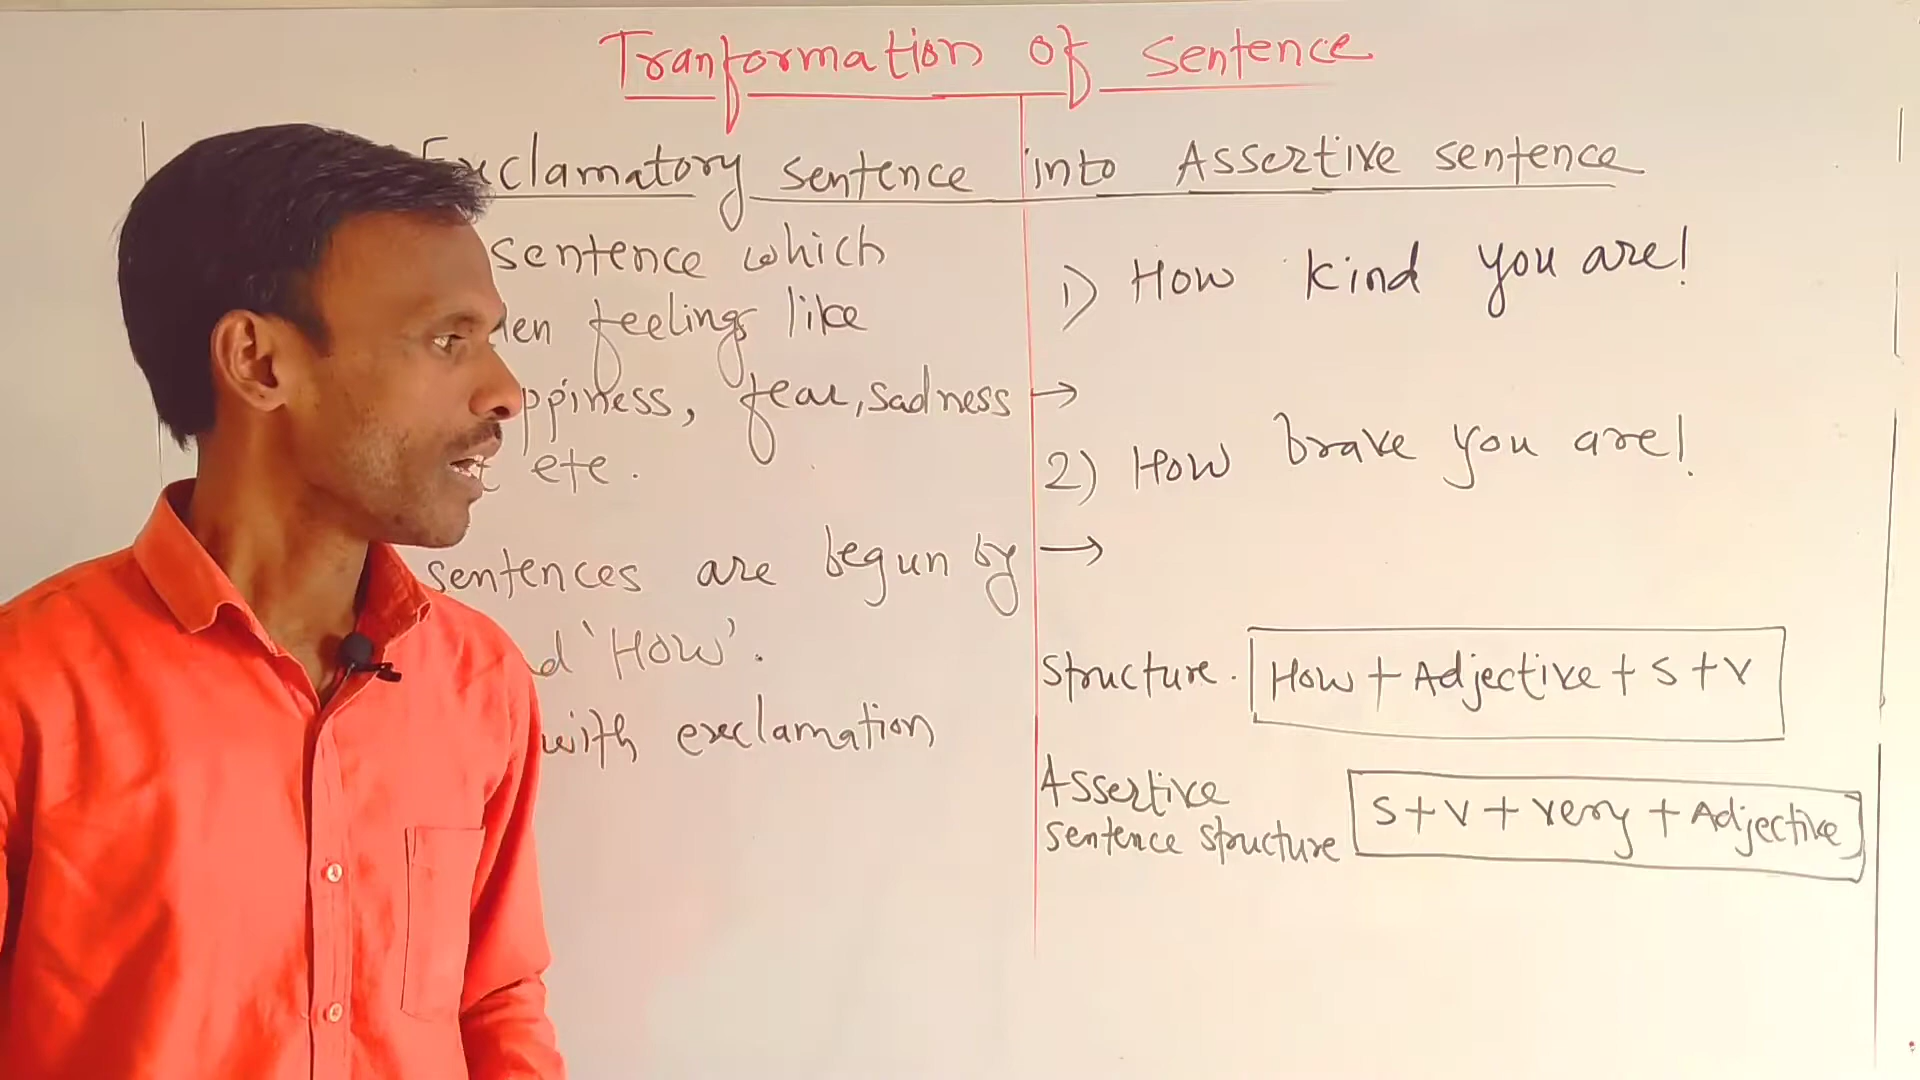 Tranformation of sentence
Exclamatory sentence into Assertive sentence
sentence which
feelings like
fear, sadness
etc.
sentences are begun by
'How'.
with exclamation
1) How kind you are!
→
2) How brave you are!
→
Structure. How + Adjective + S + V
Assertive
sentence structure S + V + very + Adjective